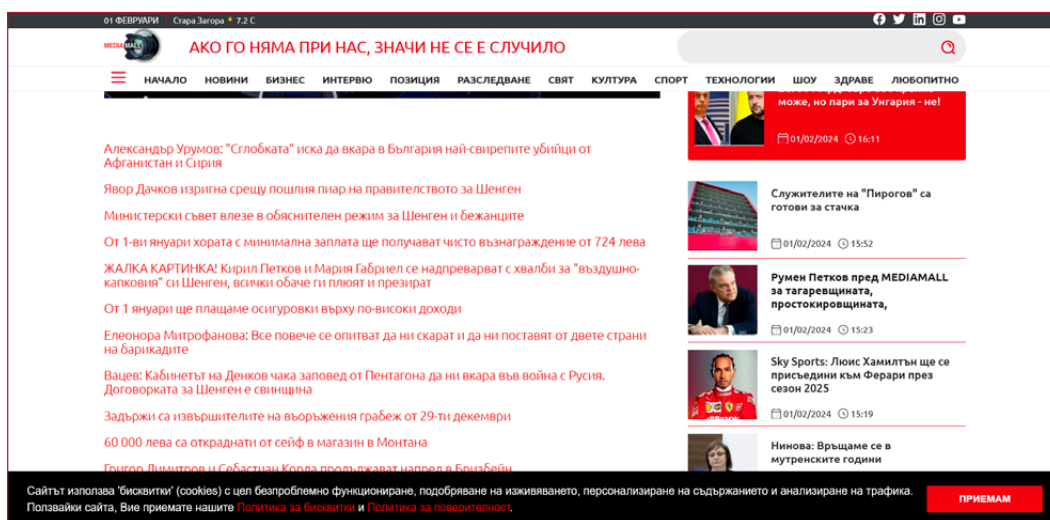 01 ФЕВРУАРИ
Стара Загора
7.2 C
MEDIAMALL
АКО ГО НЯМА ПРИ НАС, ЗНАЧИ НЕ СЕ Е СЛУЧИЛО
НАЧАЛО НОВИНИ БИЗНЕС ИНТЕРВЮ ПОЗИЦИЯ РАЗСЛЕДВАНЕ СВЯТ КУЛТУРА СПОРТ ТЕХНОЛОГИИ ШОУ ЗДРАВЕ ЛЮБОПИТНО
Александър Урумов: "Сглобката" иска да вкара в България най-свирепите убийци от
Афганистан и Сирия
Явор Дачков изригна срещу пошлия пиар на правителството за Шенген
Министерски съвет влезе в обяснителен режим за Шенген и бежанците
От 1-ви януари хората с минимална заплата ще получават чисто възнаграждение от 724 лева
ЖАЛКА КАРТИНКА! Кирил Петков и Мария Габриел се надпреварват с хвалби за "въздушно-
капковия" си Шенген, всички обаче ги плюят и презират
От 1 януари ще плащаме осигуровки върху по-високи доходи
Елеонора Митрофанова: Все повече се опитват да ни скарат и да ни поставят от двете страни
на барикадите
Вацев: Кабинетът на Денков чака заповед от Пентагона да ни вкара във война с Русия.
Договорката за Шенген е свинщина
Задържи са извършителите на въоръжения грабеж от 29-ти декември
60 000 лева са откраднати от сейф в магазин в Монтана
Григор Димитров и Себастиан Корда продължават напред в Бризбейн
може, но пари за Унгария - не!
01/02/2024 16:11
Служителите на "Пирогов" са
готови за стачка
01/02/2024 15:52
Румен Петков пред MEDIAMALL
за тагаревщината,
простокировщината,
01/02/2024 15:23
Sky Sports: Люис Хамилтън ще се
присъедини към Ферари през
сезон 2025
01/02/2024 15:19
Нинова: Връщаме се в
мутренските години
Сайтът използва 'бисквитки' (cookies) с цел безпроблемно функциониране, подобряване на изживяването, персонализиране на съдържанието и анализиране на трафика.
Ползвайки сайта, Вие приемате нашите Политика за бисквитки и Политика за поверителност.
ПРИЕМАМ